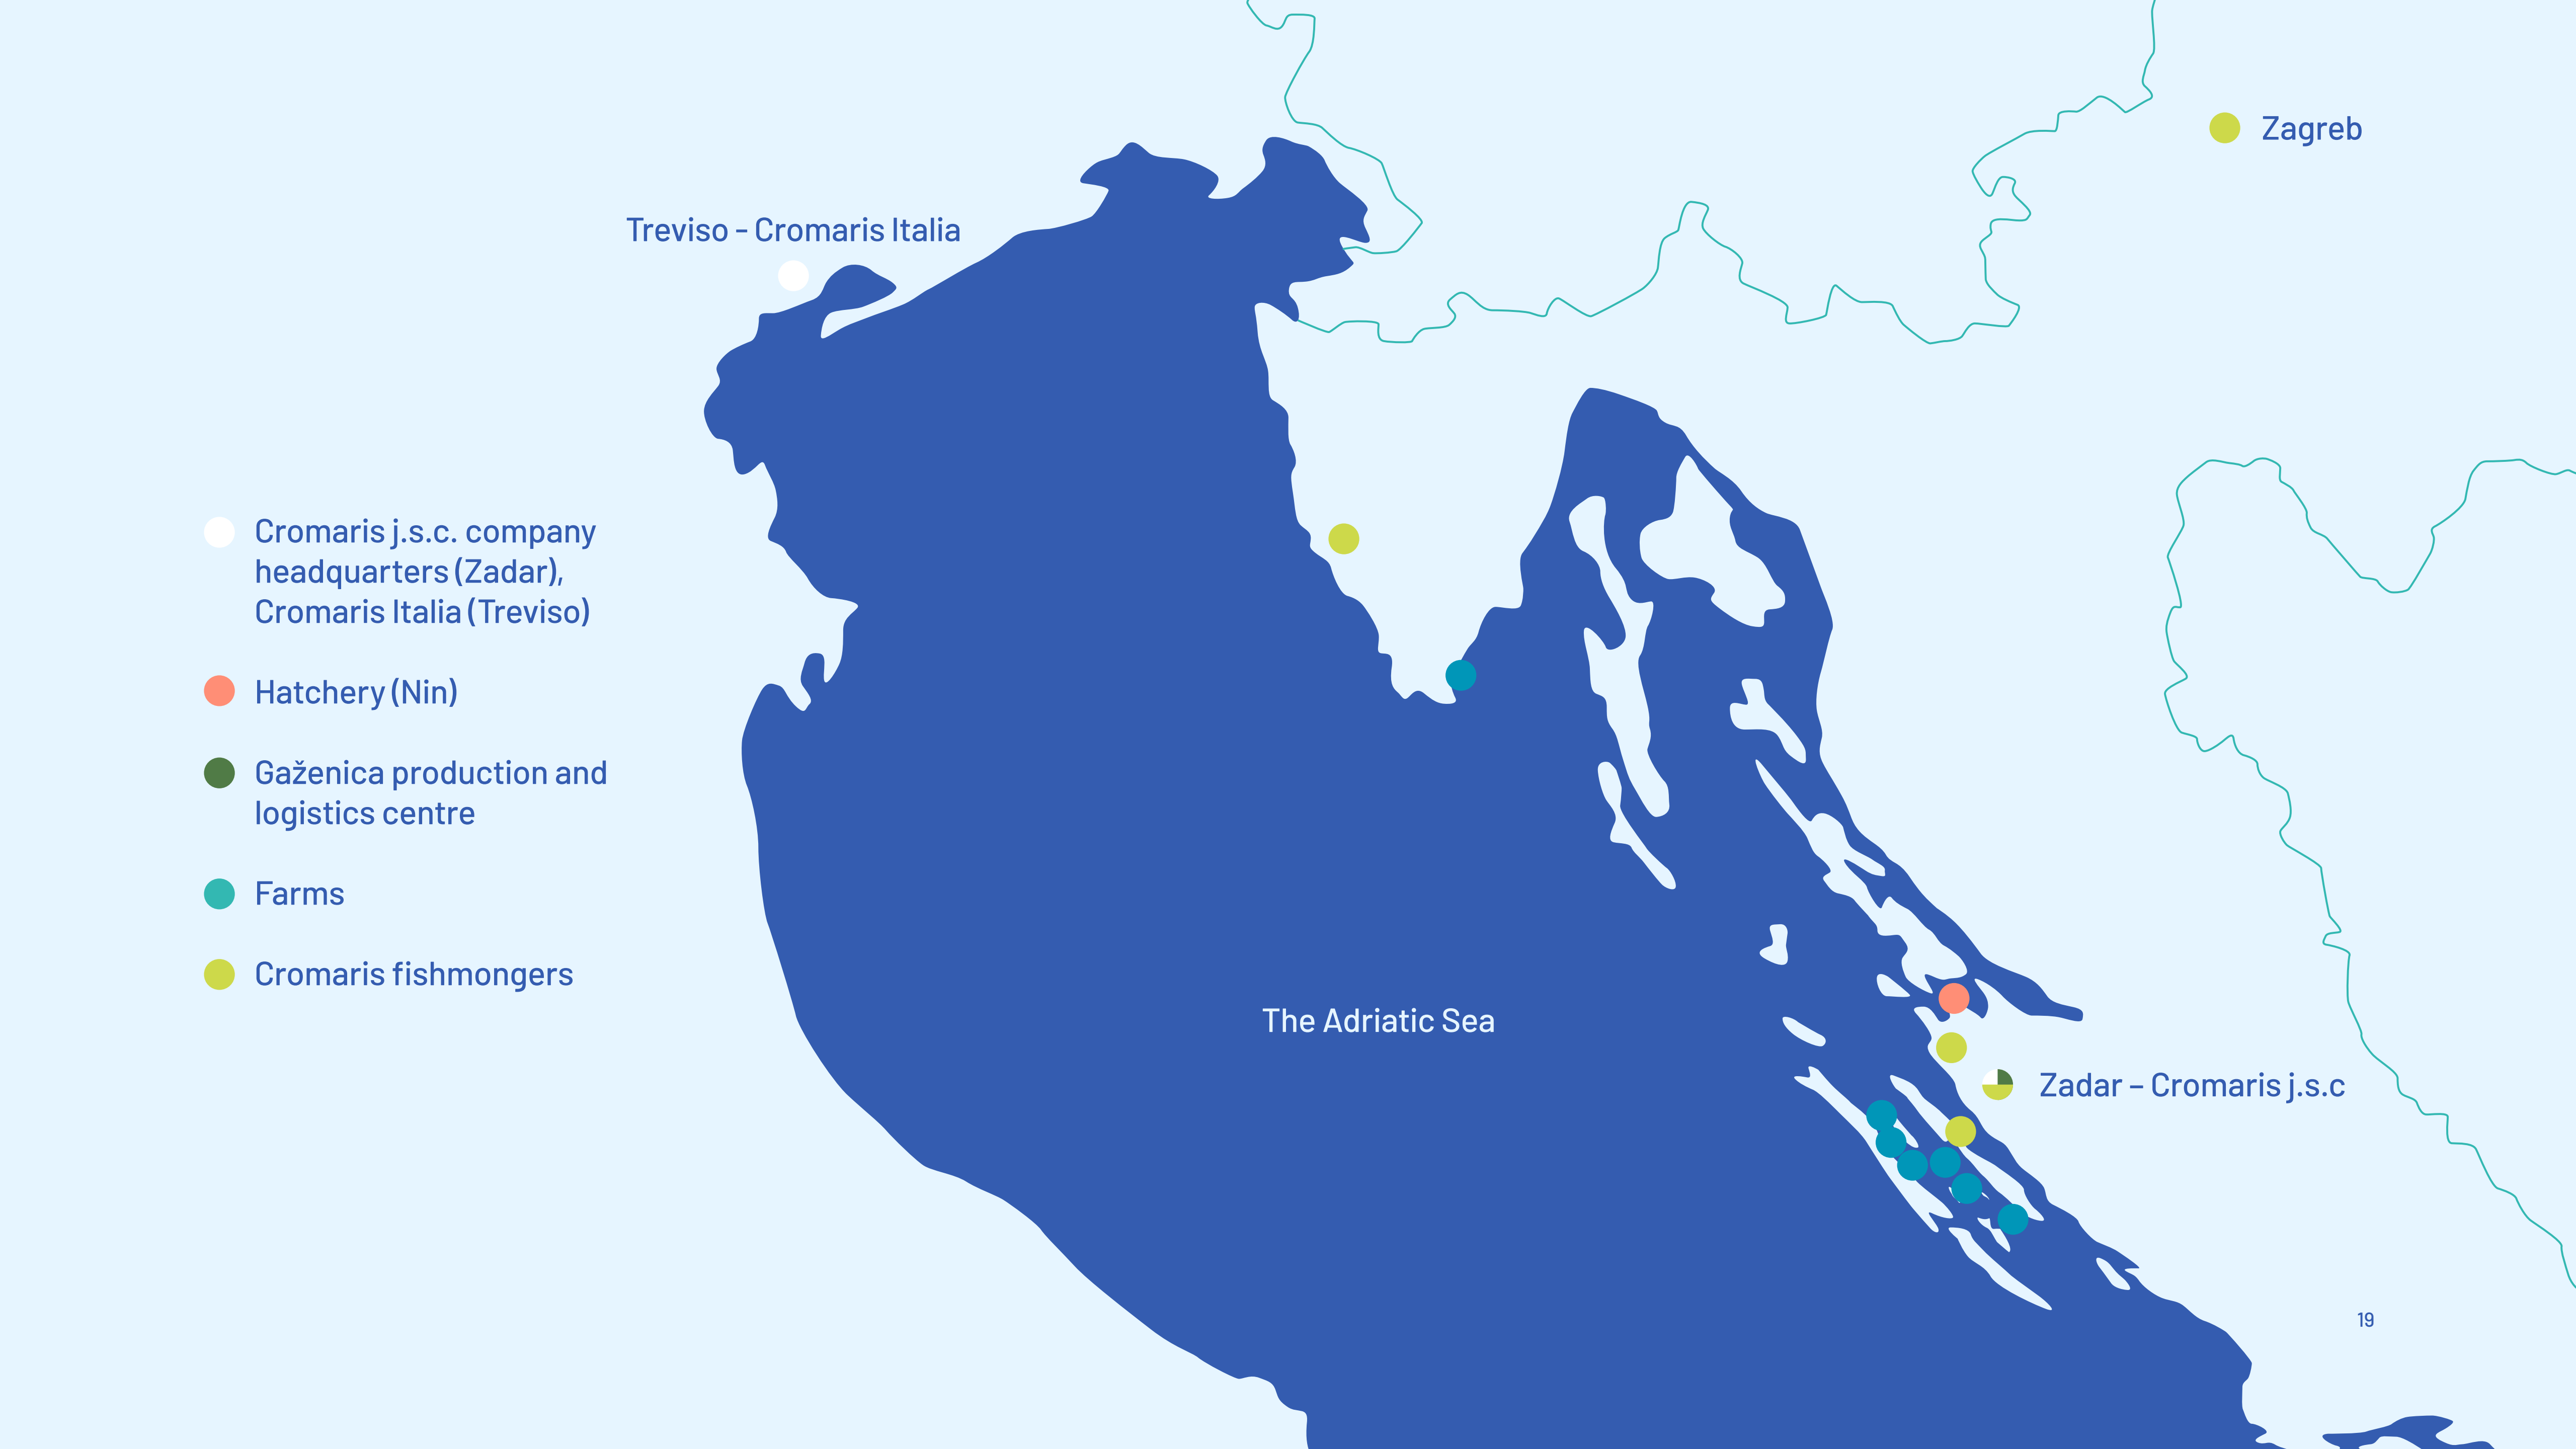 Zagreb
Treviso - Cromaris Italia
Cromaris j.s.c. company
headquarters (Zadar),
Cromaris Italia (Treviso)
Hatchery (Nin)
Gaženica production and
logistics centre
Farms
Cromaris fishmongers
The Adriatic Sea
Zadar – Cromaris j.s.c
19